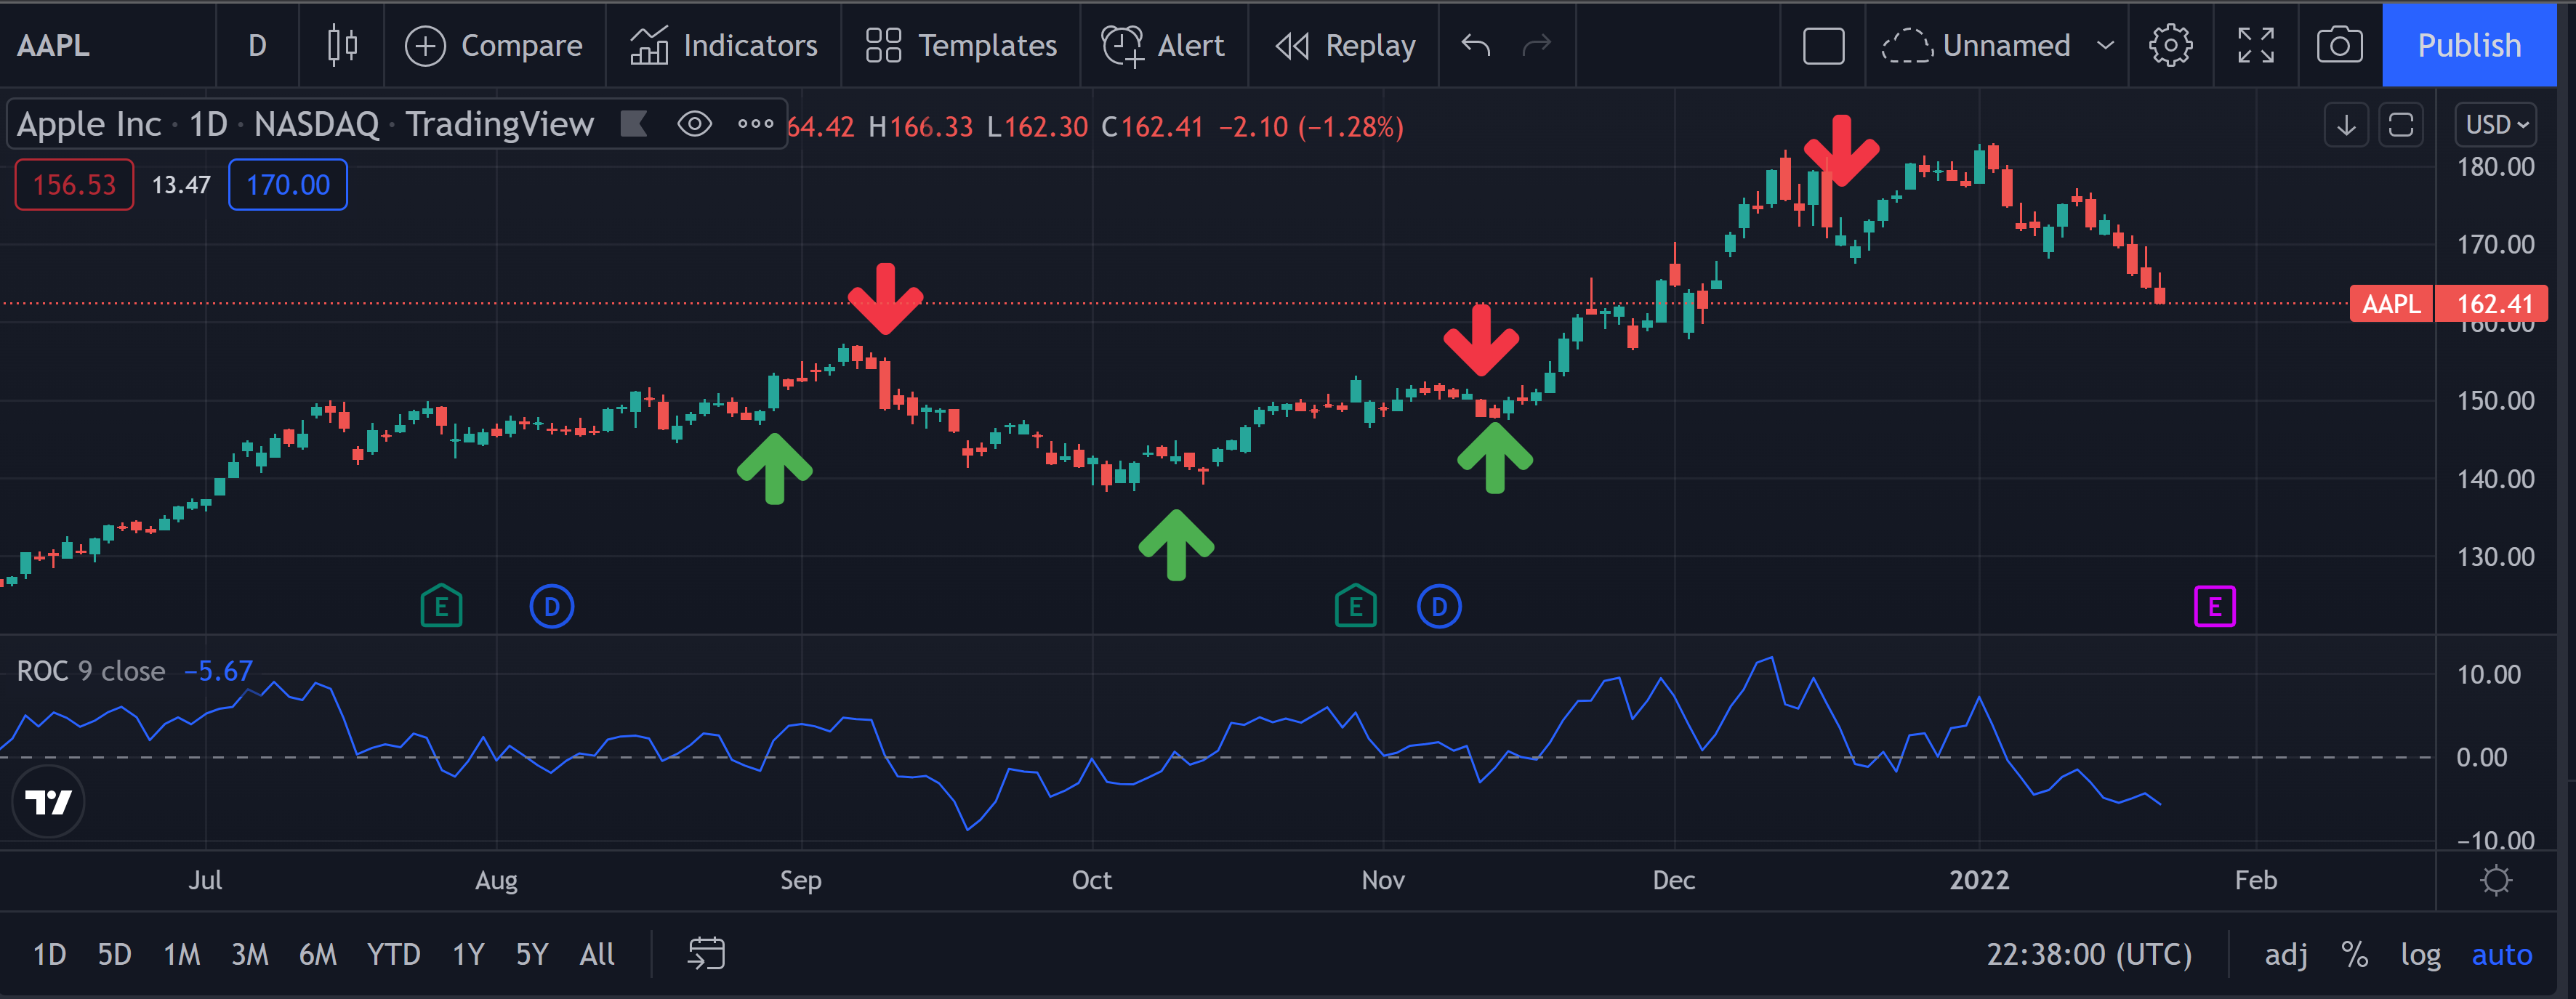 AAPL D Compare Indicators Templates Alert Replay Unnamed Publish
Apple Inc · 1D · NASDAQ · TradingView 64.42 H166.33 L162.30 C162.41 −2.10 (−1.28%) USD
156.53 13.47 170.00
180.00
170.00
AAPL 162.41
160.00
150.00
140.00
130.00
E D E D E
ROC 9 close −5.67
10.00
0.00
−10.00
Jul Aug Sep Oct Nov Dec 2022 Feb
1D 5D 1M 3M 6M YTD 1Y 5Y All 22:38:00 (UTC) adj % log auto